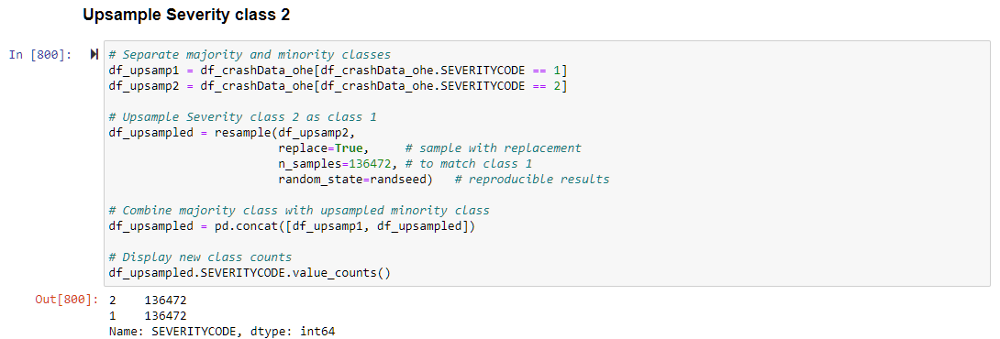 Upsample Severity class 2
In [800]:
# Separate majority and minority classes
df_upsamp1 = df_crashData_ohe[df_crashData_ohe.SEVERITYCODE == 1]
df_upsamp2 = df_crashData_ohe[df_crashData_ohe.SEVERITYCODE == 2]
# Upsample Severity class 2 as class 1
df_upsampled = resample(df_upsamp2,
replace=True,     # sample with replacement
n_samples=136472, # to match class 1
random_state=randseed)   # reproducible results
# Combine majority class with upsampled minority class
df_upsampled = pd.concat([df_upsamp1, df_upsampled])
# Display new class counts
df_upsampled.SEVERITYCODE.value_counts()
Out[800]:
2    136472
1    136472
Name: SEVERITYCODE, dtype: int64